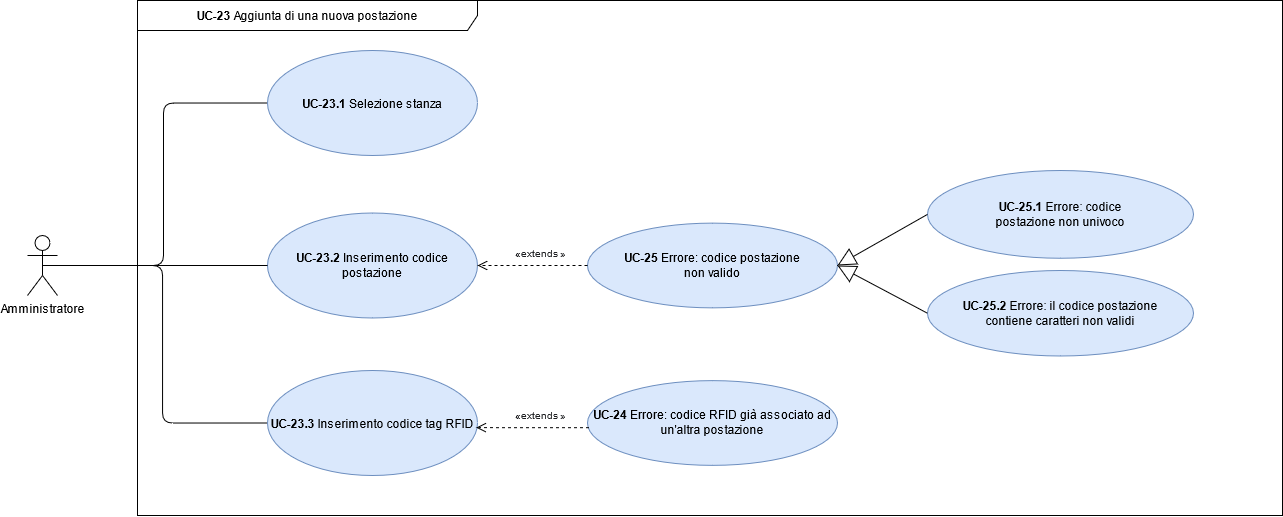 UC-23 Aggiunta di una nuova postazione
UC-23.1 Selezione stanza
UC-25.1 Errore: codice
postazione non univoco
UC-23.2 Inserimento codice
postazione
«extends»
UC-25 Errore: codice postazione
non valido
UC-25.2 Errore: il codice postazione
contiene caratteri non validi
Amministratore
UC-23.3 Inserimento codice tag RFID
«extends»
UC-24 Errore: codice RFID già associato ad
un'altra postazione